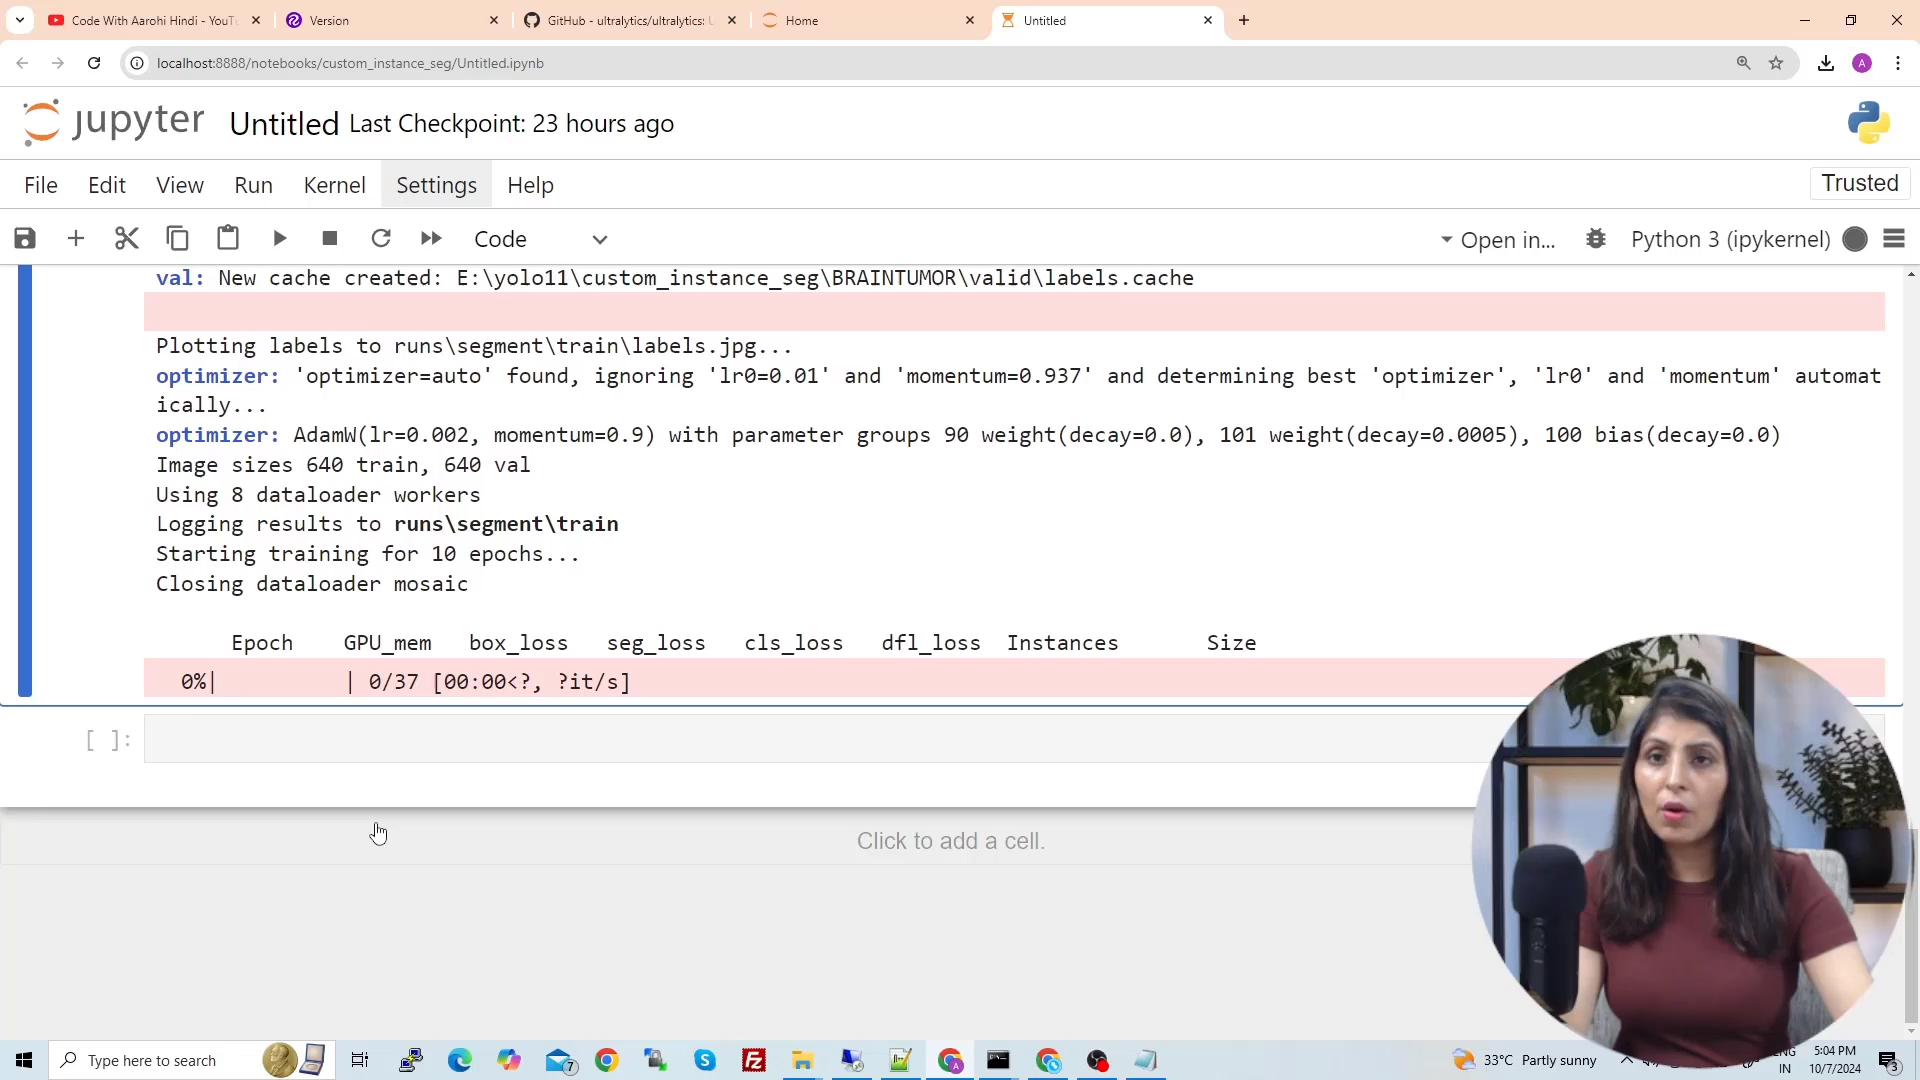 Code With Aarohi Hindi - YouTu
Version
GitHub - ultralytics/ultralytics: U
Home
Untitled
localhost:8888/notebooks/custom_instance_seg/Untitled.ipynb
A
jupyter Untitled Last Checkpoint: 23 hours ago
File Edit View Run Kernel Settings Help
Trusted
Code
Open in...
Python 3 (ipykernel)
val: New cache created: E:\yolo11\custom_instance_seg\BRAINTUMOR\valid\labels.cache
Plotting labels to runs\segment\train\labels.jpg...
optimizer: 'optimizer=auto' found, ignoring 'lr0=0.01' and 'momentum=0.937' and determining best 'optimizer', 'lr0' and 'momentum' automat
ically...
optimizer: AdamW(lr=0.002, momentum=0.9) with parameter groups 90 weight(decay=0.0), 101 weight(decay=0.0005), 100 bias(decay=0.0)
Image sizes 640 train, 640 val
Using 8 dataloader workers
Logging results to runs\segment\train
Starting training for 10 epochs...
Closing dataloader mosaic
Epoch GPU_mem box_loss seg_loss cls_loss dfl_loss Instances Size
0%| | 0/37 [00:00<?, ?it/s]
[ ]:
Click to add a cell.
Type here to search
7
33°C Partly sunny
ENG
IN
5:04 PM
10/7/2024
3